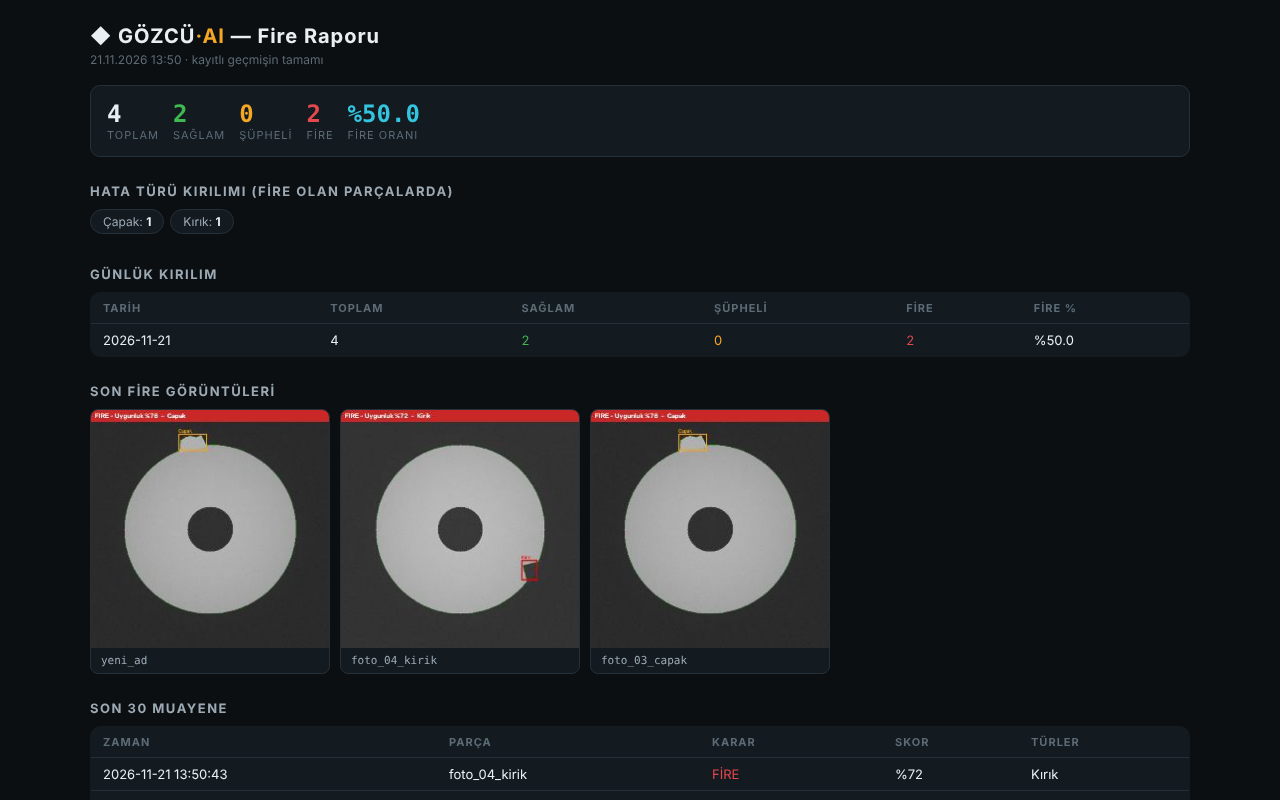 ◆ GÖZCÜ·AI — Fire Raporu
21.11.2026 13:50 · kayıtlı geçmişin tamamı
4 2 0 2 %50.0
TOPLAM SAĞLAM ŞÜPHELİ FİRE FİRE ORANI
HATA TÜRÜ KIRILIMI (FİRE OLAN PARÇALARDA)
Çapak: 1 Kırık: 1
GÜNLÜK KIRILIM
TARİH TOPLAM SAĞLAM ŞÜPHELİ FİRE FİRE %
2026-11-21 4 2 0 2 %50.0
SON FİRE GÖRÜNTÜLERİ
FIRE - Uygunluk %78 - Capak FIRE - Uygunluk %72 - Kirik FIRE - Uygunluk %78 - Capak
Capak Capak
yeni_ad foto_04_kirik foto_03_capak
SON 30 MUAYENE
ZAMAN PARÇA KARAR SKOR TÜRLER
2026-11-21 13:50:43 foto_04_kirik FİRE %72 Kırık